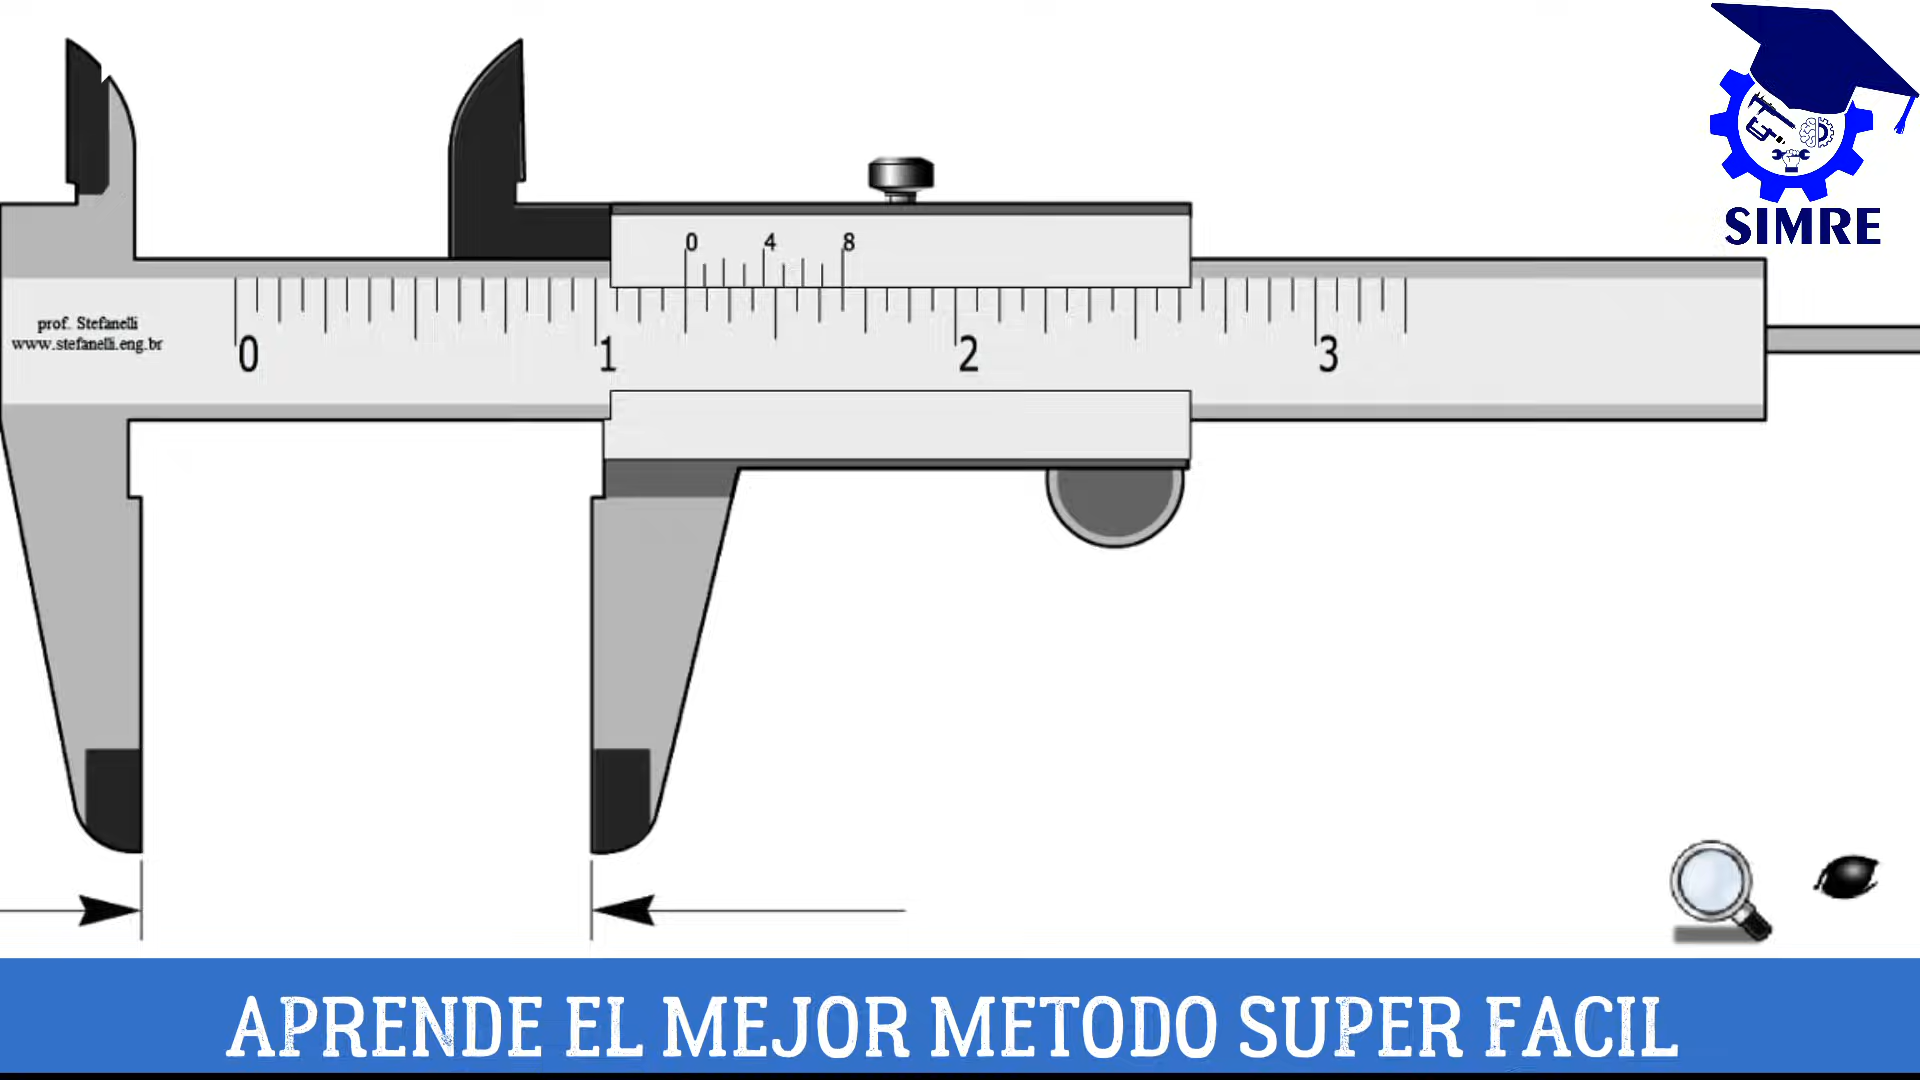 SIMRE
0 4 8
prof. Stefanelli
www.stefanelli.eng.br
0 1 2 3
APRENDE EL MEJOR METODO SUPER FACIL